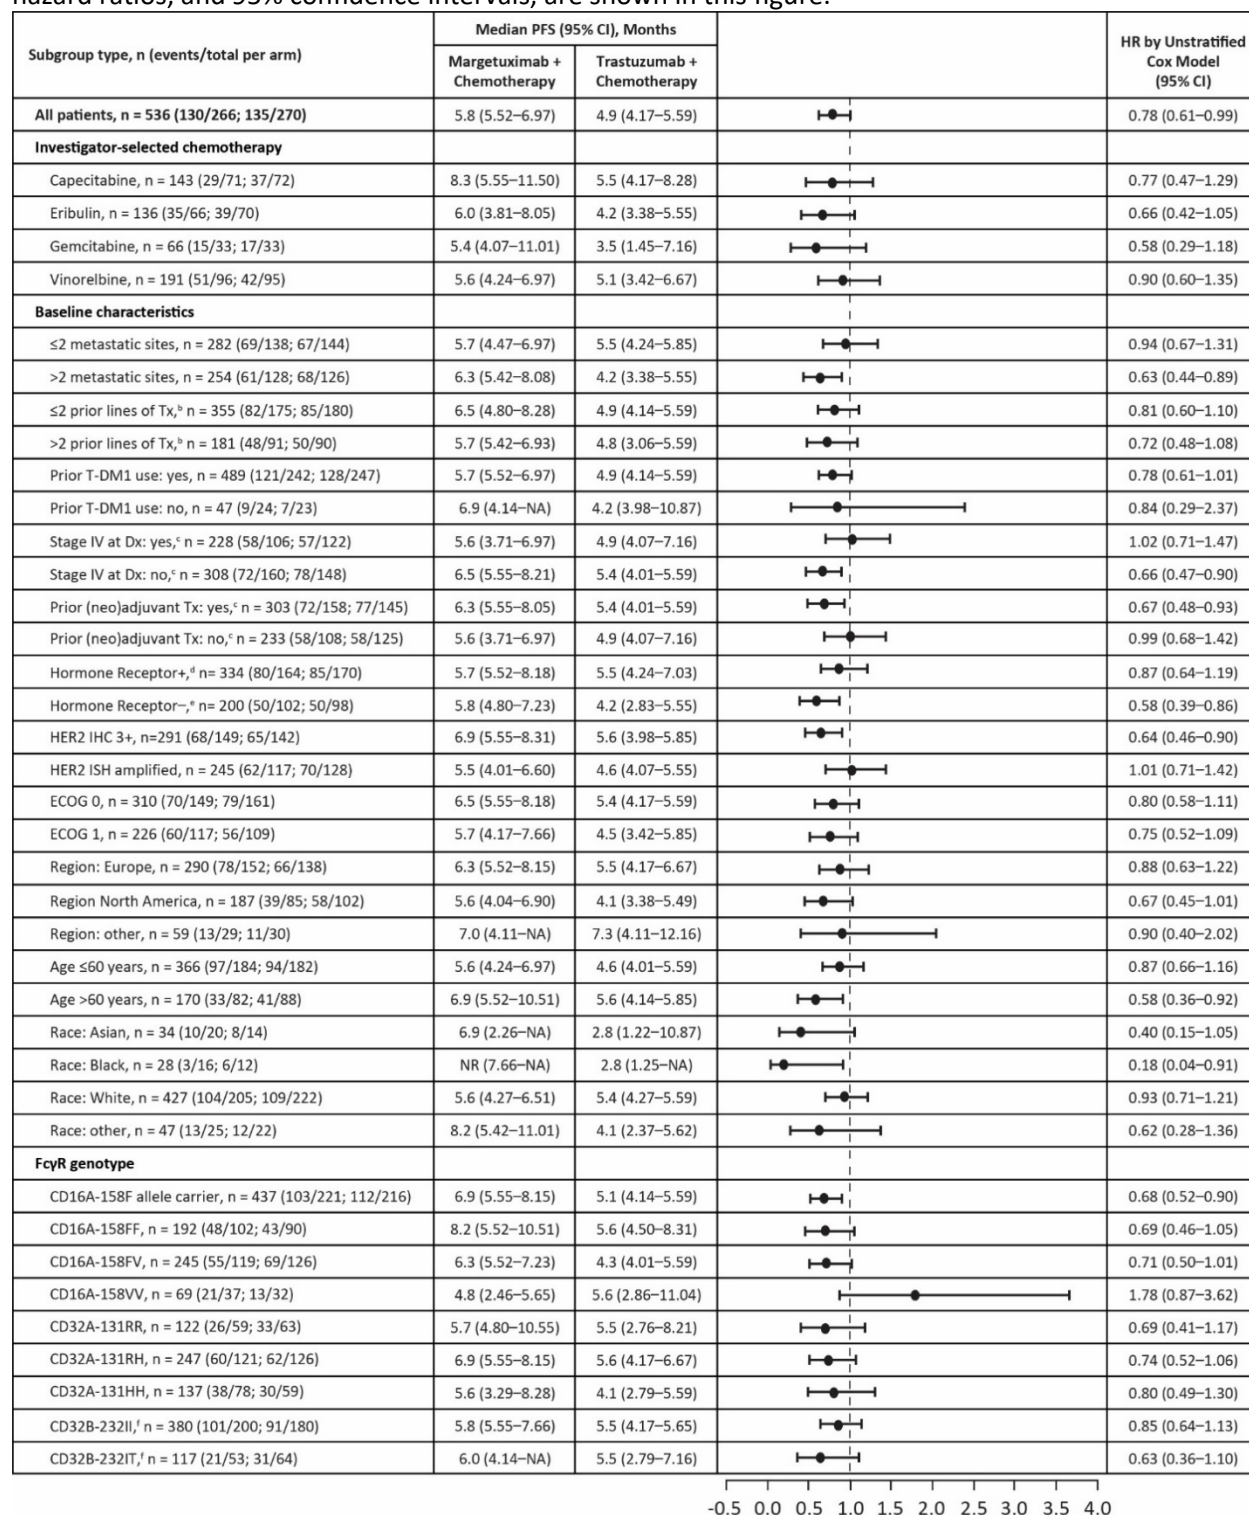 hazard ratios, and 95% confidence intervals, are shown in this figure.
Subgroup type, n (events/total per arm) Median PFS (95% CI), Months HR by Unstratified Cox Model (95% CI)
Margetuximab + Chemotherapy Trastuzumab + Chemotherapy
All patients, n = 536 (130/266; 135/270) 5.8 (5.52–6.97) 4.9 (4.17–5.59) 0.78 (0.61–0.99)
Investigator-selected chemotherapy
Capecitabine, n = 143 (29/71; 37/72) 8.3 (5.55–11.50) 5.5 (4.17–8.28) 0.77 (0.47–1.29)
Eribulin, n = 136 (35/66; 39/70) 6.0 (3.81–8.05) 4.2 (3.38–5.55) 0.66 (0.42–1.05)
Gemcitabine, n = 66 (15/33; 17/33) 5.4 (4.07–11.01) 3.5 (1.45–7.16) 0.58 (0.29–1.18)
Vinorelbine, n = 191 (51/96; 42/95) 5.6 (4.24–6.97) 5.1 (3.42–6.67) 0.90 (0.60–1.35)
Baseline characteristics
≤2 metastatic sites, n = 282 (69/138; 67/144) 5.7 (4.47–6.97) 5.5 (4.24–5.85) 0.94 (0.67–1.31)
>2 metastatic sites, n = 254 (61/128; 68/126) 6.3 (5.42–8.08) 4.2 (3.38–5.55) 0.63 (0.44–0.89)
≤2 prior lines of Tx,ᵇ n = 355 (82/175; 85/180) 6.5 (4.80–8.28) 4.9 (4.14–5.59) 0.81 (0.60–1.10)
>2 prior lines of Tx,ᵇ n = 181 (48/91; 50/90) 5.7 (5.42–6.93) 4.8 (3.06–5.59) 0.72 (0.48–1.08)
Prior T-DM1 use: yes, n = 489 (121/242; 128/247) 5.7 (5.52–6.97) 4.9 (4.14–5.59) 0.78 (0.61–1.01)
Prior T-DM1 use: no, n = 47 (9/24; 7/23) 6.9 (4.14–NA) 4.2 (3.98–10.87) 0.84 (0.29–2.37)
Stage IV at Dx: yes,ᶜ n = 228 (58/106; 57/122) 5.6 (3.71–6.97) 4.9 (4.07–7.16) 1.02 (0.71–1.47)
Stage IV at Dx: no,ᶜ n = 308 (72/160; 78/148) 6.5 (5.55–8.21) 5.4 (4.01–5.59) 0.66 (0.47–0.90)
Prior (neo)adjuvant Tx: yes,ᶜ n = 303 (72/158; 77/145) 6.3 (5.55–8.05) 5.4 (4.01–5.59) 0.67 (0.48–0.93)
Prior (neo)adjuvant Tx: no,ᶜ n = 233 (58/108; 58/125) 5.6 (3.71–6.97) 4.9 (4.07–7.16) 0.99 (0.68–1.42)
Hormone Receptor+,ᵈ n= 334 (80/164; 85/170) 5.7 (5.52–8.18) 5.5 (4.24–7.03) 0.87 (0.64–1.19)
Hormone Receptor−,ᵉ n= 200 (50/102; 50/98) 5.8 (4.80–7.23) 4.2 (2.83–5.55) 0.58 (0.39–0.86)
HER2 IHC 3+, n=291 (68/149; 65/142) 6.9 (5.55–8.31) 5.6 (3.98–5.85) 0.64 (0.46–0.90)
HER2 ISH amplified, n = 245 (62/117; 70/128) 5.5 (4.01–6.60) 4.6 (4.07–5.55) 1.01 (0.71–1.42)
ECOG 0, n = 310 (70/149; 79/161) 6.5 (5.55–8.18) 5.4 (4.17–5.59) 0.80 (0.58–1.11)
ECOG 1, n = 226 (60/117; 56/109) 5.7 (4.17–7.66) 4.5 (3.42–5.85) 0.75 (0.52–1.09)
Region: Europe, n = 290 (78/152; 66/138) 6.3 (5.52–8.15) 5.5 (4.17–6.67) 0.88 (0.63–1.22)
Region North America, n = 187 (39/85; 58/102) 5.6 (4.04–6.90) 4.1 (3.38–5.49) 0.67 (0.45–1.01)
Region: other, n = 59 (13/29; 11/30) 7.0 (4.11–NA) 7.3 (4.11–12.16) 0.90 (0.40–2.02)
Age ≤60 years, n = 366 (97/184; 94/182) 5.6 (4.24–6.97) 4.6 (4.01–5.59) 0.87 (0.66–1.16)
Age >60 years, n = 170 (33/82; 41/88) 6.9 (5.52–10.51) 5.6 (4.14–5.85) 0.58 (0.36–0.92)
Race: Asian, n = 34 (10/20; 8/14) 6.9 (2.26–NA) 2.8 (1.22–10.87) 0.40 (0.15–1.05)
Race: Black, n = 28 (3/16; 6/12) NR (7.66–NA) 2.8 (1.25–NA) 0.18 (0.04–0.91)
Race: White, n = 427 (104/205; 109/222) 5.6 (4.27–6.51) 5.4 (4.27–5.59) 0.93 (0.71–1.21)
Race: other, n = 47 (13/25; 12/22) 8.2 (5.42–11.01) 4.1 (2.37–5.62) 0.62 (0.28–1.36)
FcγR genotype
CD16A-158F allele carrier, n = 437 (103/221; 112/216) 6.9 (5.55–8.15) 5.1 (4.14–5.59) 0.68 (0.52–0.90)
CD16A-158FF, n = 192 (48/102; 43/90) 8.2 (5.52–10.51) 5.6 (4.50–8.31) 0.69 (0.46–1.05)
CD16A-158FV, n = 245 (55/119; 69/126) 6.3 (5.52–7.23) 4.3 (4.01–5.59) 0.71 (0.50–1.01)
CD16A-158VV, n = 69 (21/37; 13/32) 4.8 (2.46–5.65) 5.6 (2.86–11.04) 1.78 (0.87–3.62)
CD32A-131RR, n = 122 (26/59; 33/63) 5.7 (4.80–10.55) 5.5 (2.76–8.21) 0.69 (0.41–1.17)
CD32A-131RH, n = 247 (60/121; 62/126) 6.9 (5.55–8.15) 5.6 (4.17–6.67) 0.74 (0.52–1.06)
CD32A-131HH, n = 137 (38/78; 30/59) 5.6 (3.29–8.28) 4.1 (2.79–5.59) 0.80 (0.49–1.30)
CD32B-232II,ᶠ n = 380 (101/200; 91/180) 5.8 (5.55–7.66) 5.5 (4.17–5.65) 0.85 (0.64–1.13)
CD32B-232IT,ᶠ n = 117 (21/53; 31/64) 6.0 (4.14–NA) 5.5 (2.79–7.16) 0.63 (0.36–1.10)
-0.5 0.0 0.5 1.0 1.5 2.0 2.5 3.0 3.5 4.0